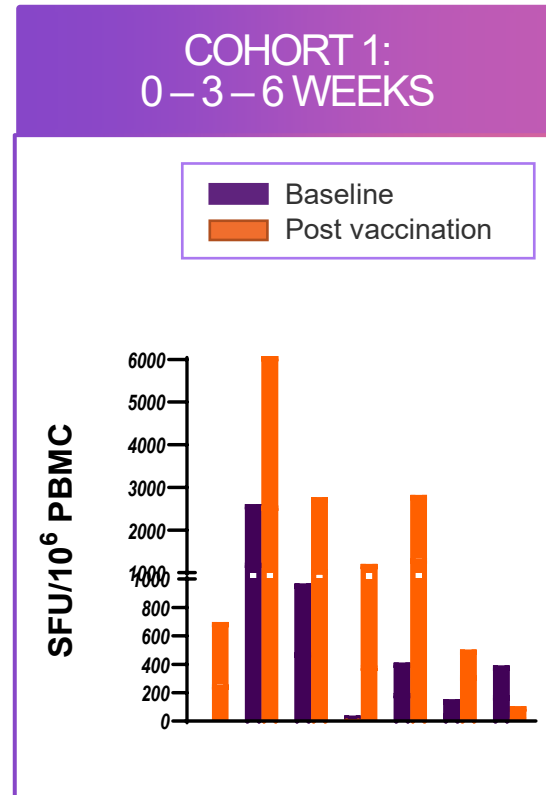 COHORT 1:
0 – 3 – 6 WEEKS
Baseline
Post vaccination
SFU/10⁶ PBMC
6000
5000
4000
3000
2000
1000
1000
800
600
400
200
0